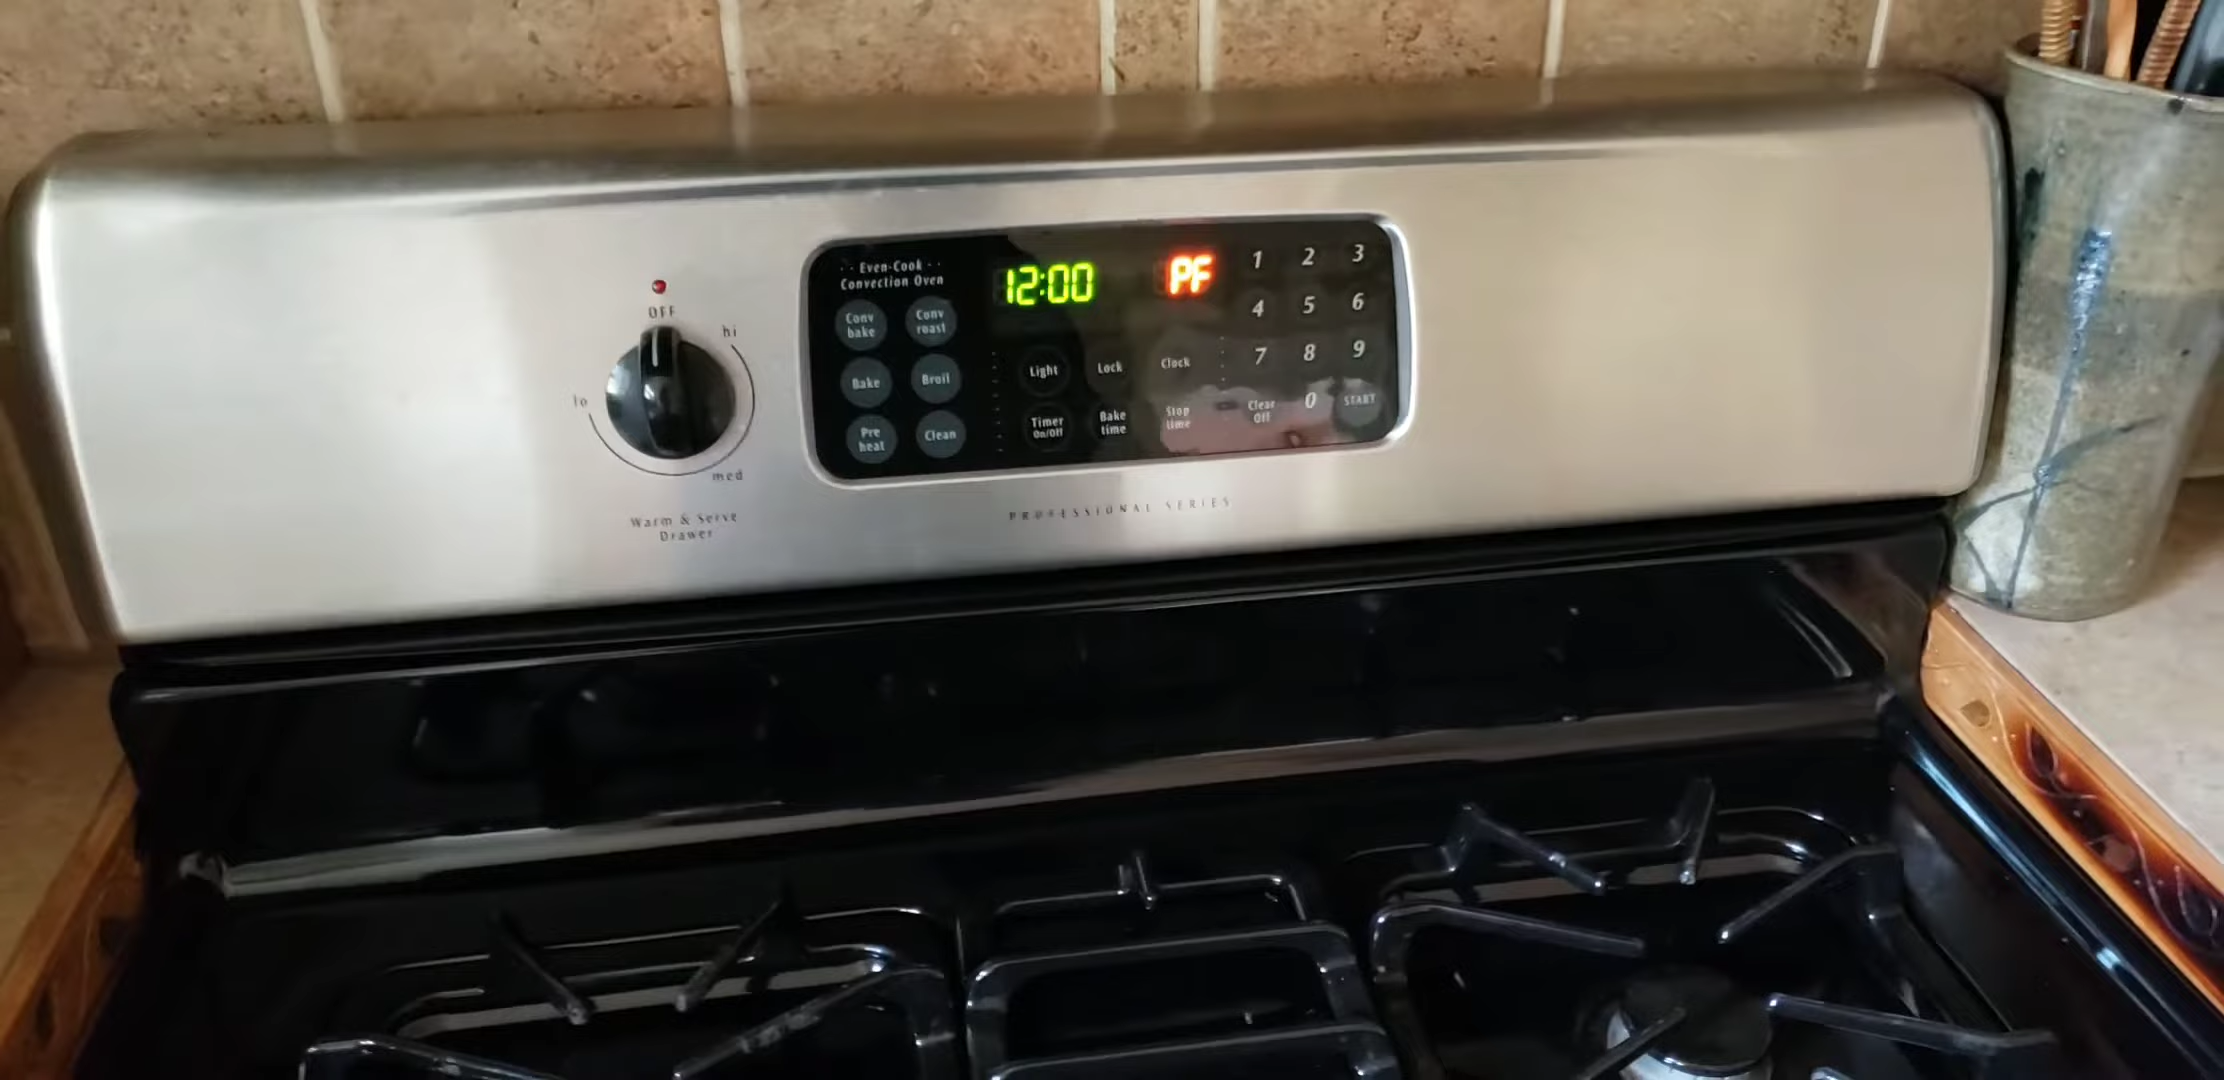 OFF
hi
lo
med
Warm & Serve
Drawer
Even-Cook
Convection Oven
Conv
bake
Conv
roast
Bake
Broil
Pre
heat
Clean
12:00
PF
Light
Lock
Clock
Timer
On/Off
Bake
time
Stop
time
1 2 3
4 5 6
7 8 9
Clear
Off
0
START
PROFESSIONAL SERIES